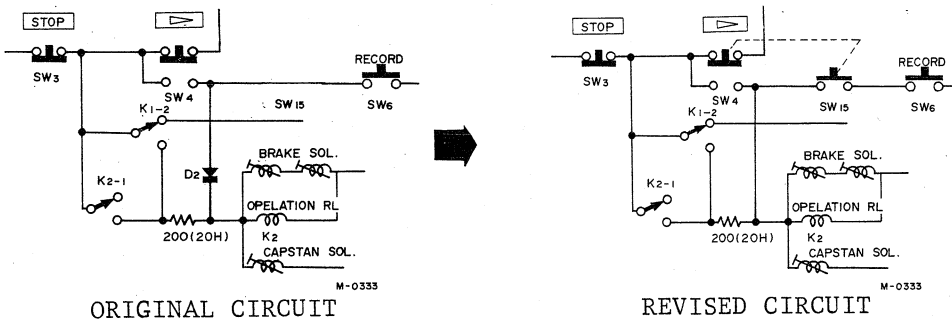 STOP
SW3
SW4
RECORD
SW6
K1-2
SW15
BRAKE SOL.
D2
K2-1
OPELATION RL
200(20H)
K2
CAPSTAN SOL.
M-0333
ORIGINAL CIRCUIT
STOP
SW3
SW4
RECORD
SW15
SW6
K1-2
BRAKE SOL.
K2-1
OPELATION RL
200(20H)
K2
CAPSTAN SOL.
M-0333
REVISED CIRCUIT